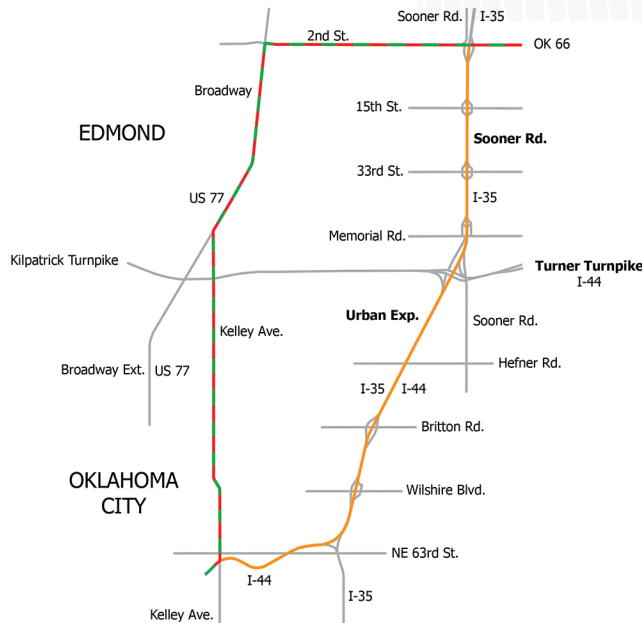 Sooner Rd.
I-35
2nd St.
OK 66
Broadway
15th St.
EDMOND
Sooner Rd.
33rd St.
US 77
I-35
Memorial Rd.
Kilpatrick Turnpike
Turner Turnpike
I-44
Urban Exp.
Sooner Rd.
Kelley Ave.
Hefner Rd.
Broadway Ext.
US 77
I-35
I-44
Britton Rd.
OKLAHOMA
CITY
Wilshire Blvd.
NE 63rd St.
I-44
I-35
Kelley Ave.